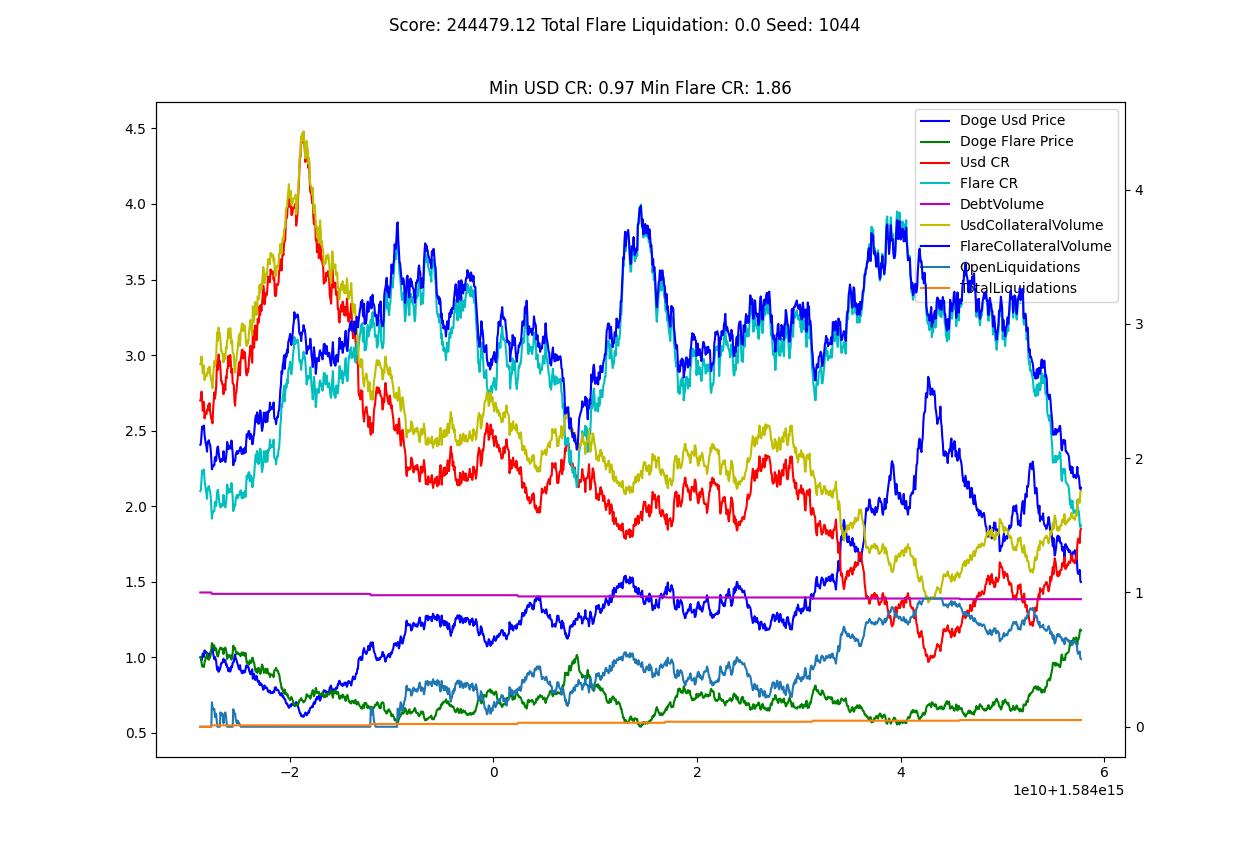 Score: 244479.12 Total Flare Liquidation: 0.0 Seed: 1044
Min USD CR: 0.97 Min Flare CR: 1.86
4.5
4.0
3.5
3.0
2.5
2.0
1.5
1.0
0.5
Doge Usd Price
Doge Flare Price
Usd CR
Flare CR
DebtVolume
UsdCollateralVolume
FlareCollateralVolume
OpenLiquidations
TotalLiquidations
4
3
2
1
0
−2
0
2
4
6
1e10+1.584e15